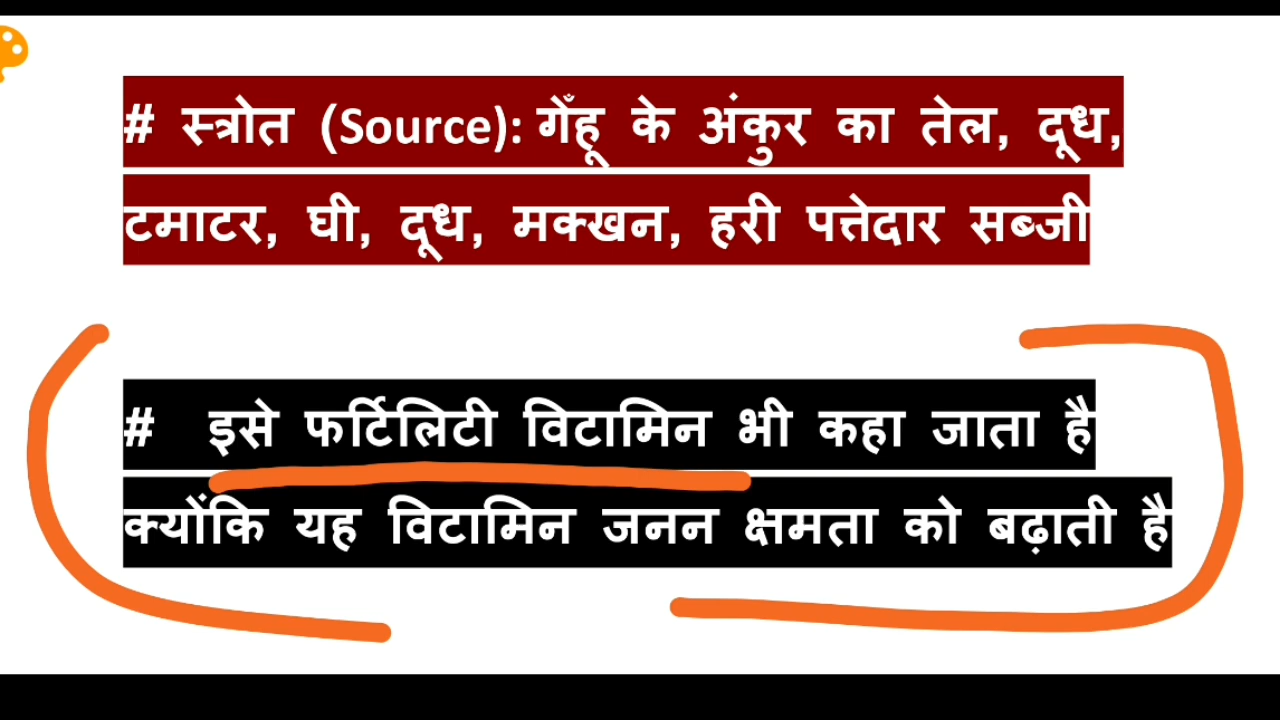 # स्त्रोत (Source): गेँहू के अंकुर का तेल, दूध,
टमाटर, घी, दूध, मक्खन, हरी पत्तेदार सब्जी
# इसे फर्टिलिटी विटामिन भी कहा जाता है
क्योंकि यह विटामिन जनन क्षमता को बढ़ाती है